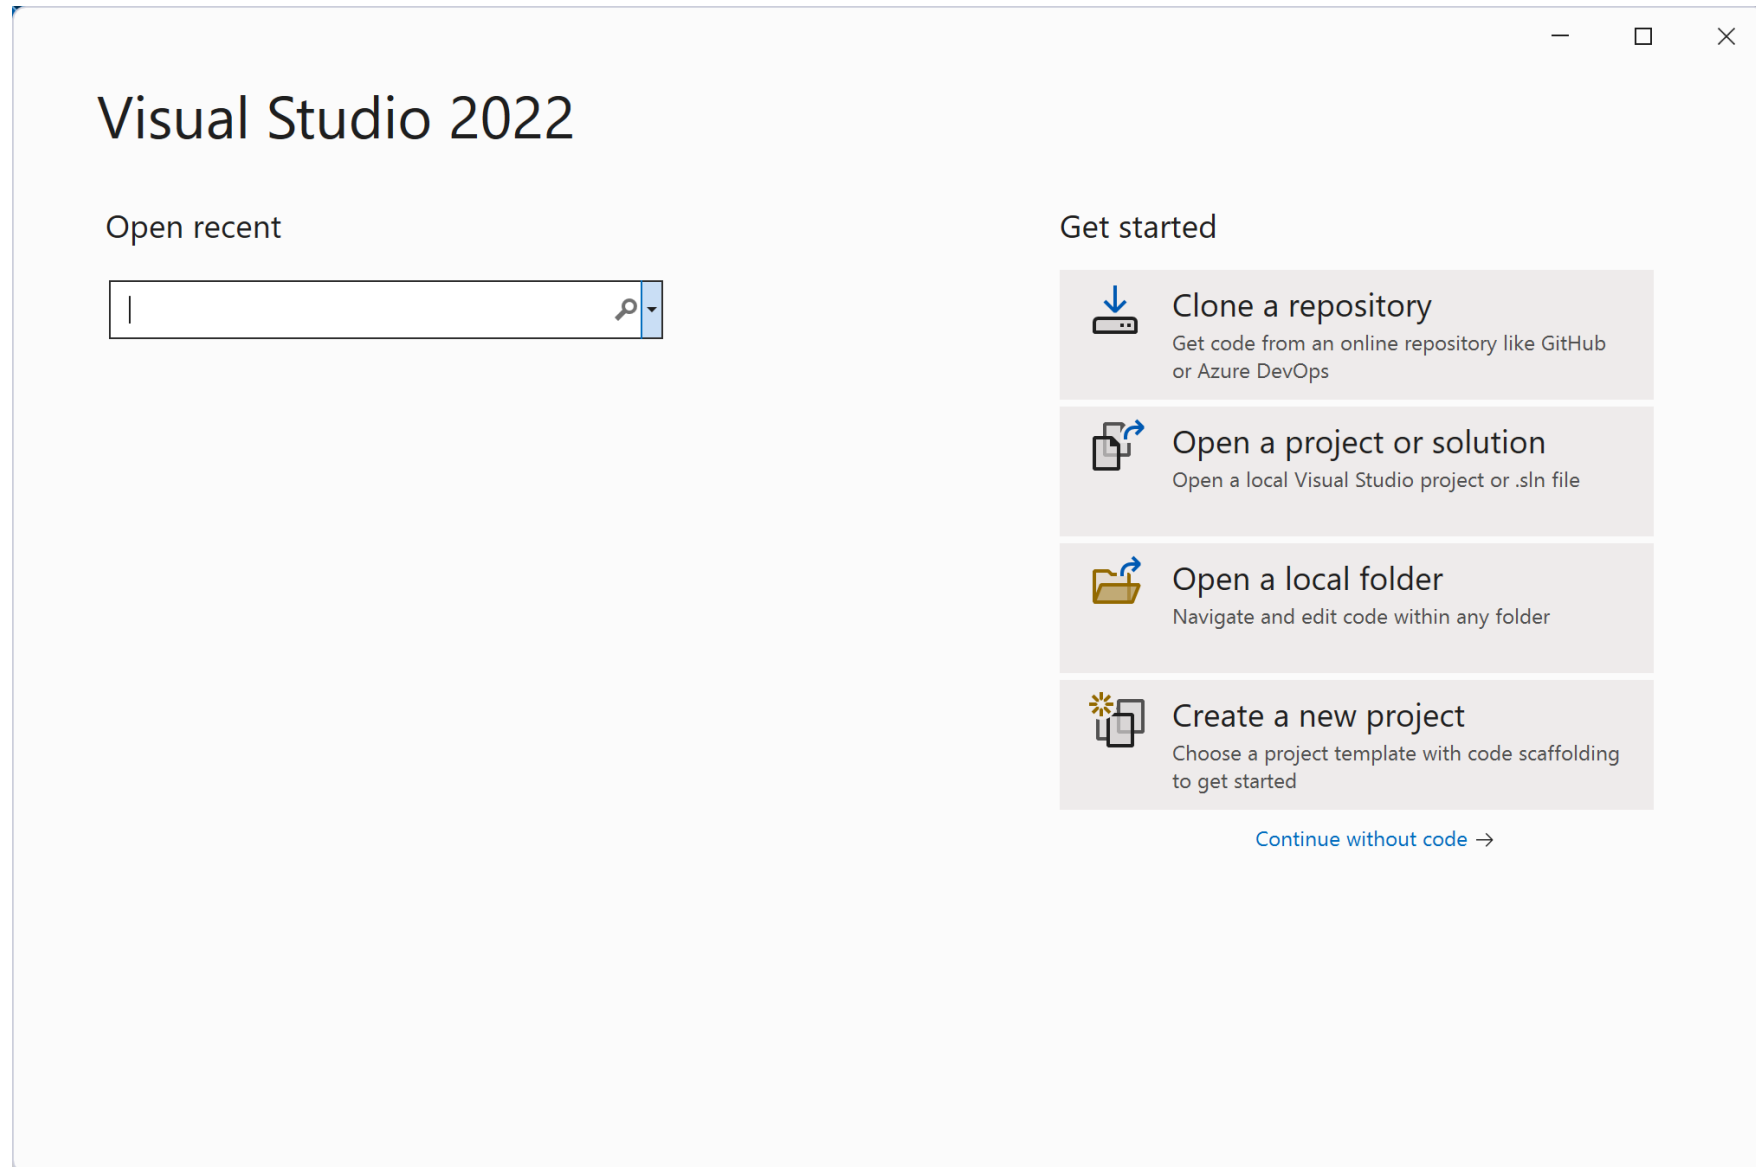 Visual Studio 2022
Open recent
Get started
Clone a repository
Get code from an online repository like GitHub
or Azure DevOps
Open a project or solution
Open a local Visual Studio project or .sln file
Open a local folder
Navigate and edit code within any folder
Create a new project
Choose a project template with code scaffolding
to get started
Continue without code →